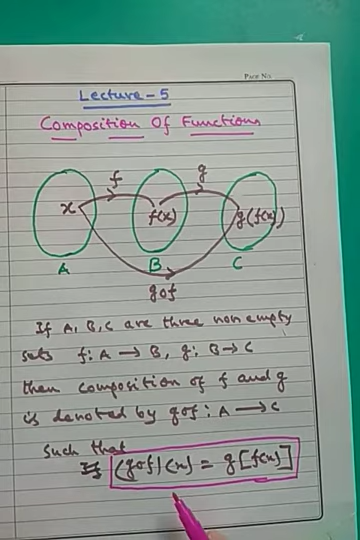 Page No.
Lecture - 5
Composition Of Functions
f g
x f(x) g(f(x))
A B C
gof
If A, B, C are three non empty
sets f: A → B, g: B → C
then composition of f and g
is denoted by gof : A → C
such that
(gof)(x) = g[f(x)]